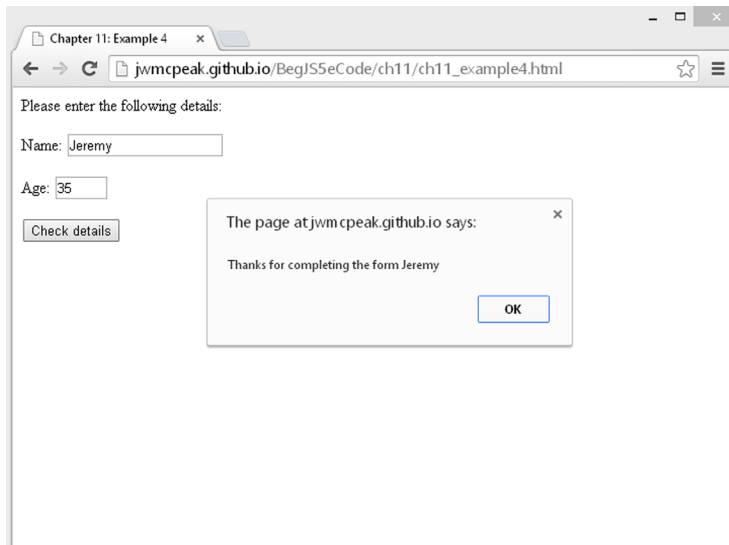 Chapter 11: Example 4
jwmcpeak.github.io/BegJS5eCode/ch11/ch11_example4.html
Please enter the following details:
Name: Jeremy
Age: 35
Check details
The page at jwmcpeak.github.io says:
Thanks for completing the form Jeremy
OK